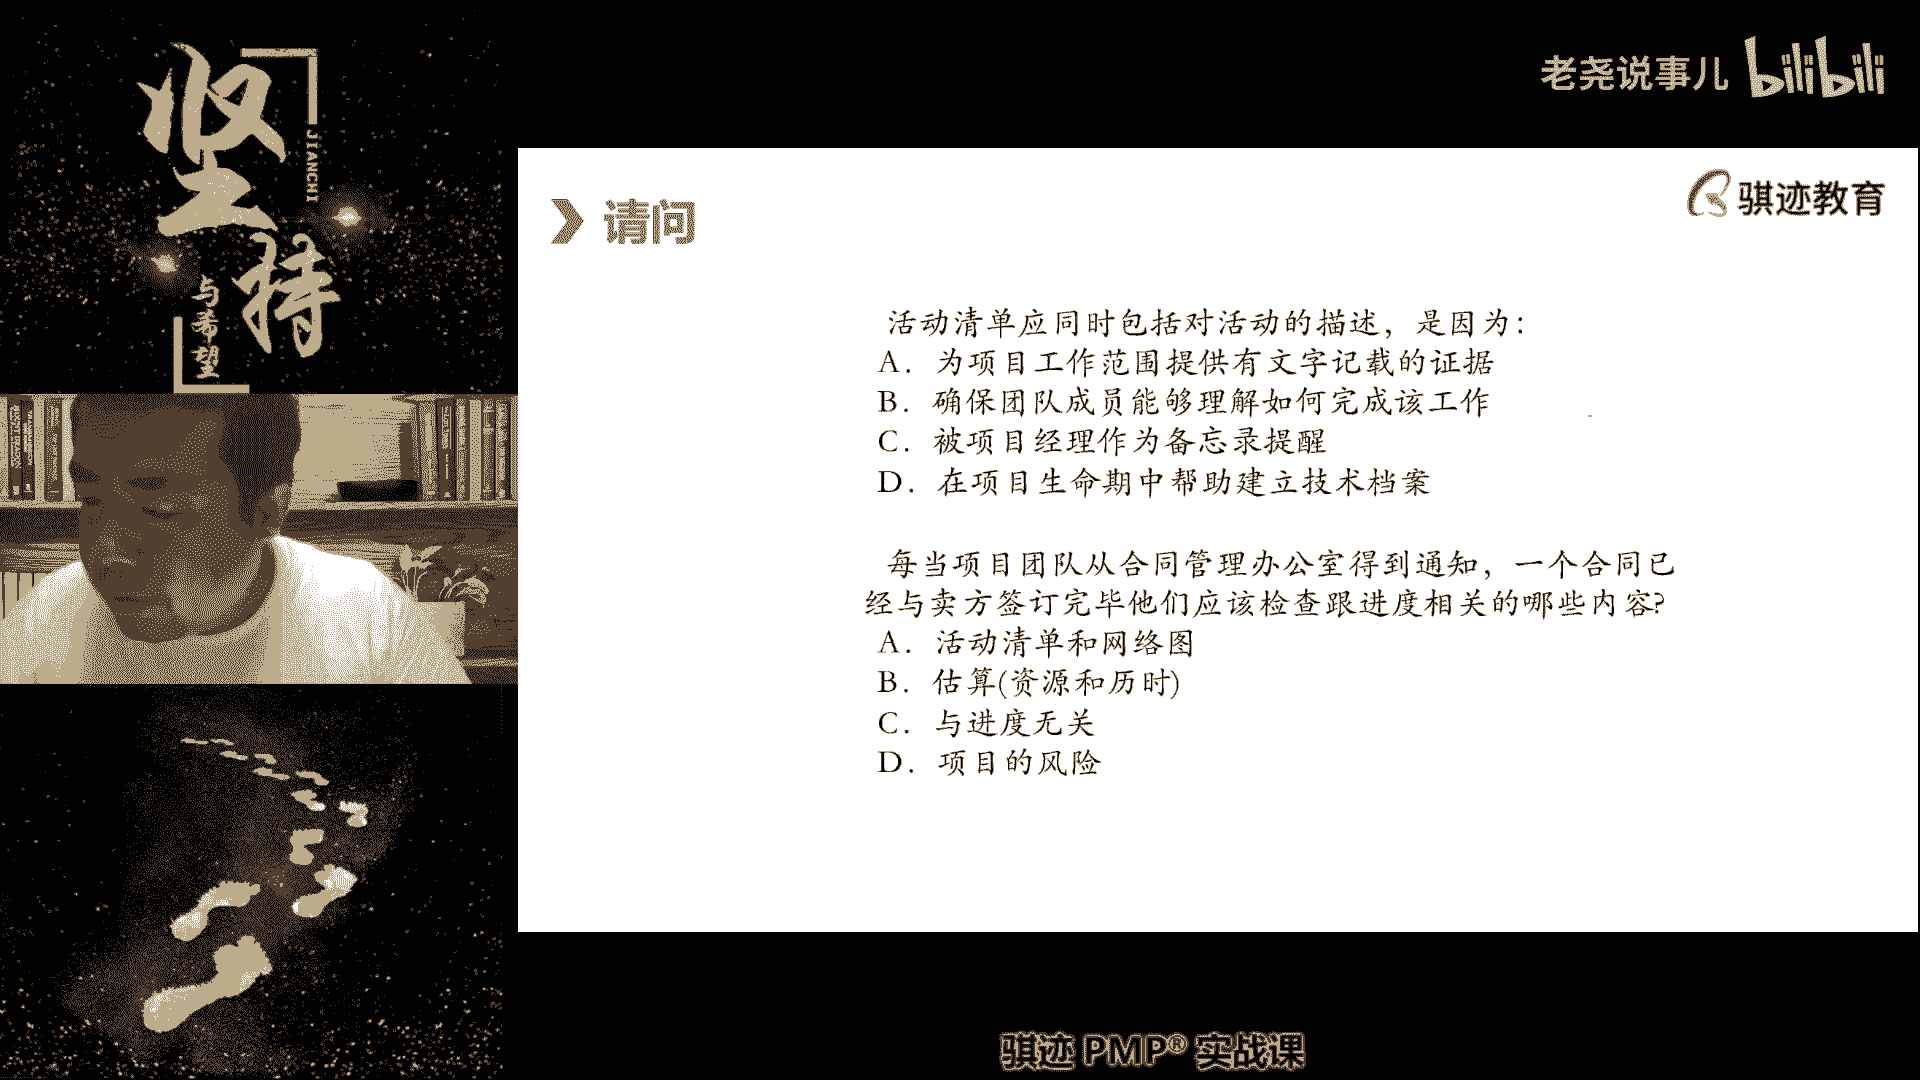 坚持
JIANCHI
与希望
老尧说事儿 bilibili
骐迹教育
请问
活动清单应同时包括对活动的描述，是因为：
A．为项目工作范围提供有文字记载的证据
B．确保团队成员能够理解如何完成该工作
C．被项目经理作为备忘录提醒
D．在项目生命期中帮助建立技术档案
每当项目团队从合同管理办公室得到通知，一个合同已
经与卖方签订完毕他们应该检查跟进度相关的哪些内容?
A．活动清单和网络图
B．估算(资源和历时)
C．与进度无关
D．项目的风险
骐迹 PMP® 实战课